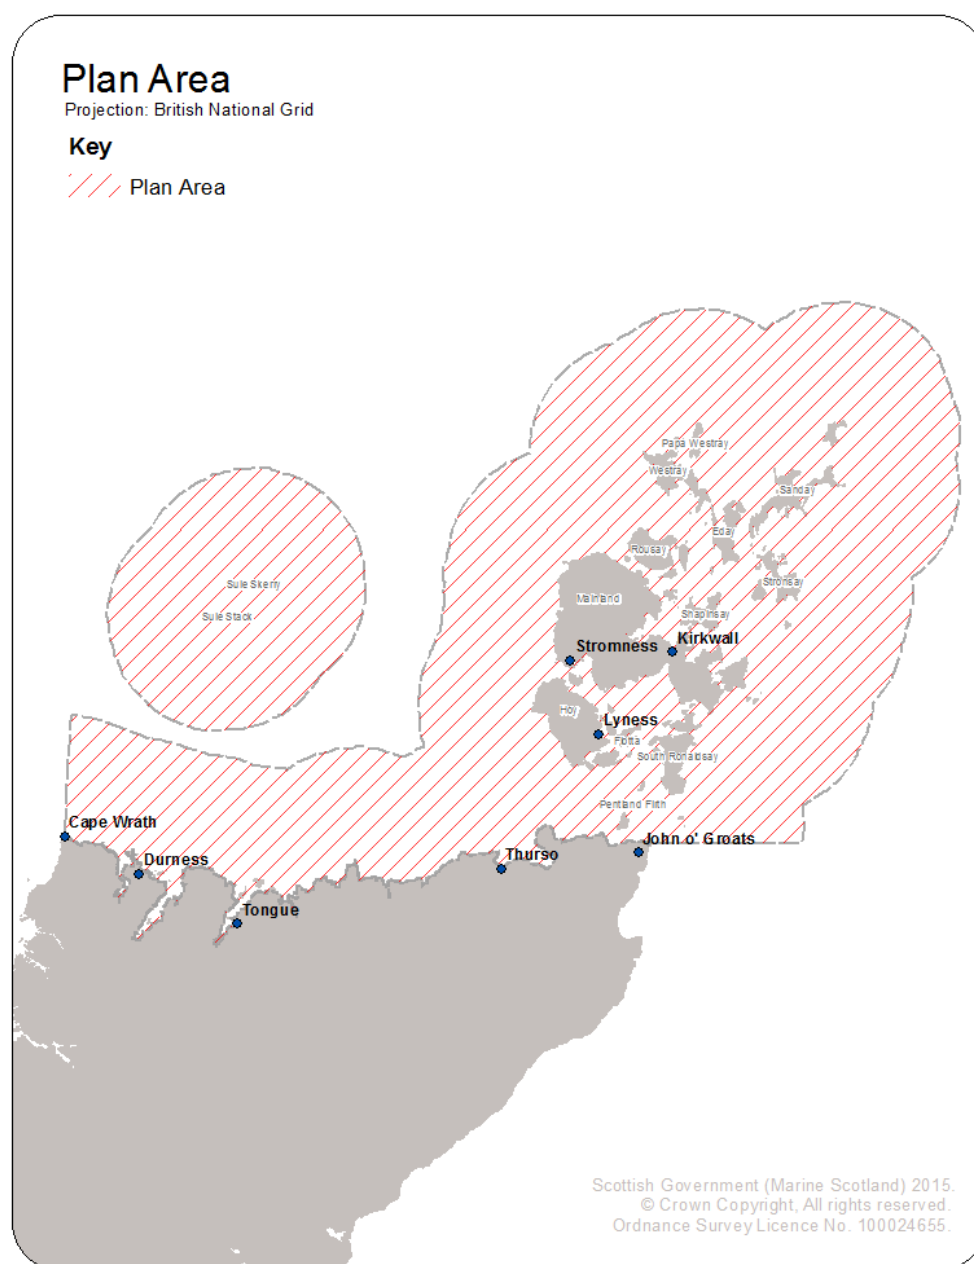 Plan Area
Projection: British National Grid
Key
Plan Area
Papa Westray
Westray
Sanday
Eday
Rousay
Stronsay
Sule Skerry
Mainland
Sule Stack
Shapinsay
Kirkwall
Stromness
Hoy
Lyness
Flotta
South Ronaldsay
Pentland Firth
Cape Wrath
John o' Groats
Durness
Thurso
Tongue
Scottish Government (Marine Scotland) 2015.
© Crown Copyright, All rights reserved.
Ordnance Survey Licence No. 100024655.